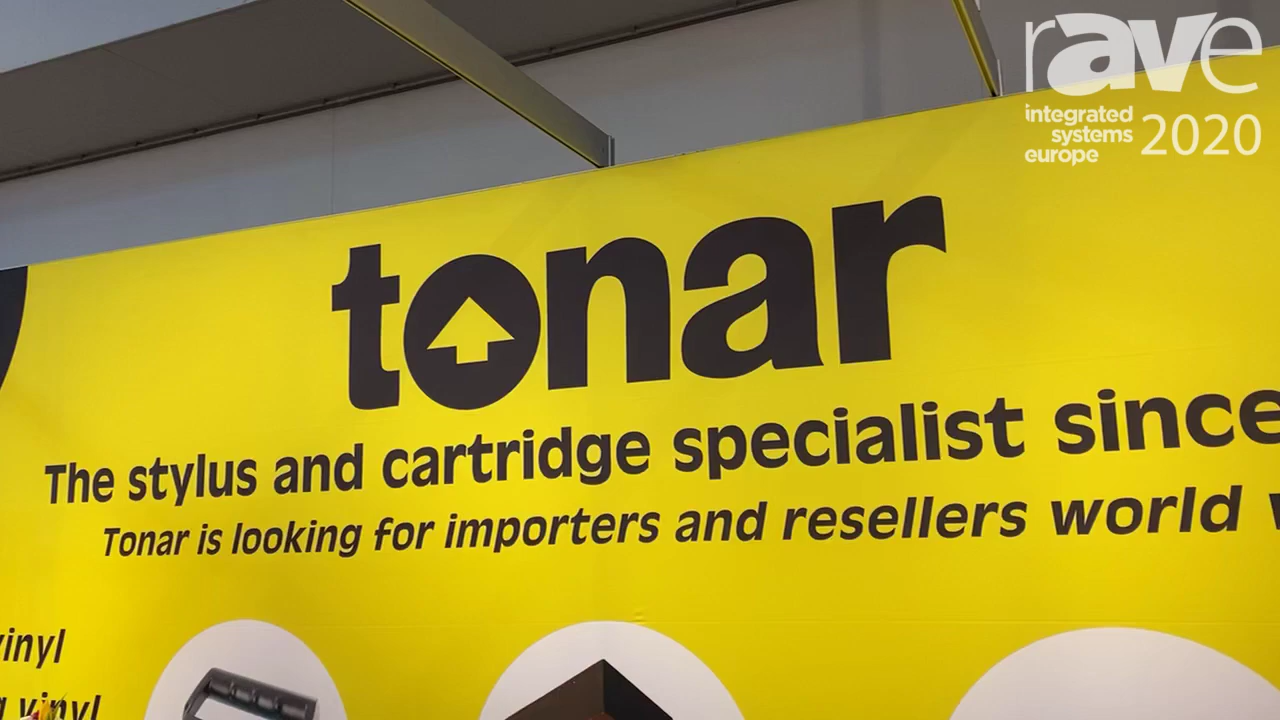 rave
integrated
systems
europe
2020
tonar
The stylus and cartridge specialist since
Tonar is looking for importers and resellers world
vinyl
vinyl